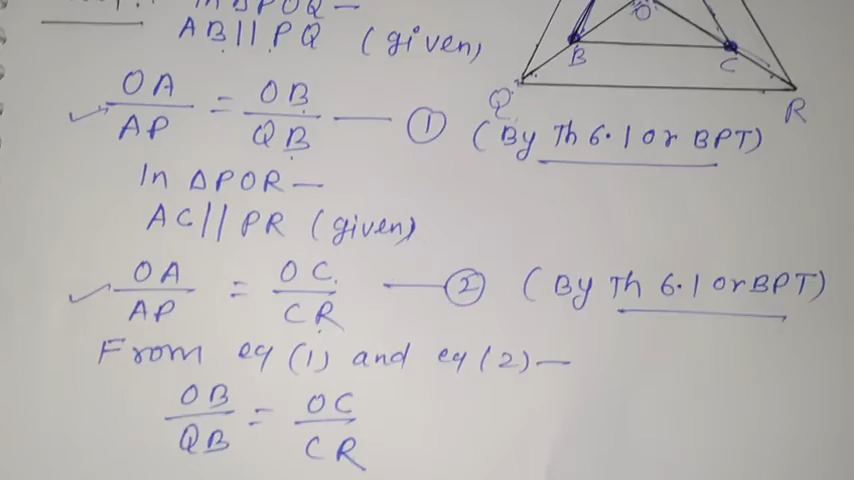 In ΔPOQ —
AB || PQ (given)
OA/AP = OB/QB — ① (By Th 6.1 or BPT)
In ΔPOR —
AC || PR (given)
OA/AP = OC/CR — ② (By Th 6.1 or BPT)
From eq (1) and eq (2) —
OB/QB = OC/CR
O
B
C
Q
R